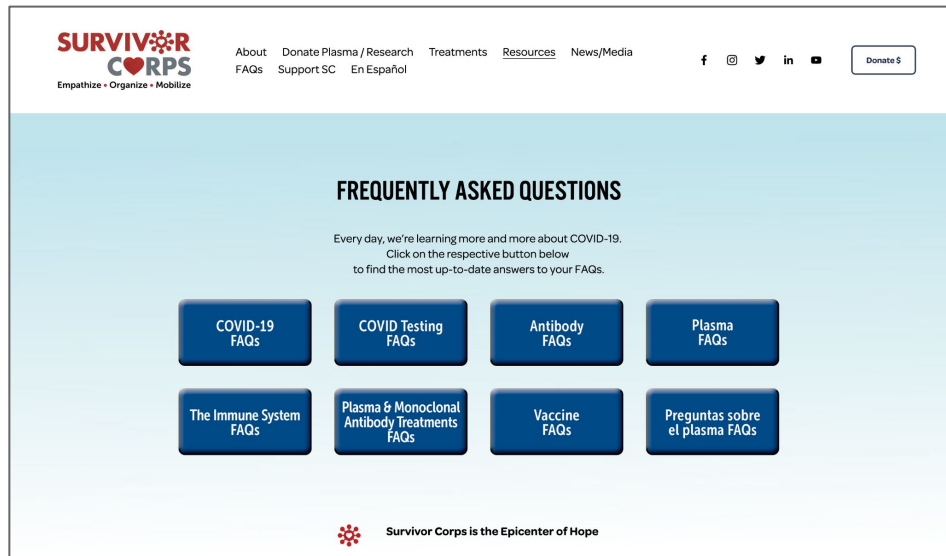 SURVIVOR
CORPS
Empathize • Organize • Mobilize
About Donate Plasma / Research Treatments Resources News/Media
FAQs Support SC En Español
Donate $
FREQUENTLY ASKED QUESTIONS
Every day, we're learning more and more about COVID-19.
Click on the respective button below
to find the most up-to-date answers to your FAQs.
COVID-19
FAQs
COVID Testing
FAQs
Antibody
FAQs
Plasma
FAQs
The Immune System
FAQs
Plasma & Monoclonal
Antibody Treatments
FAQs
Vaccine
FAQs
Preguntas sobre
el plasma FAQs
Survivor Corps is the Epicenter of Hope